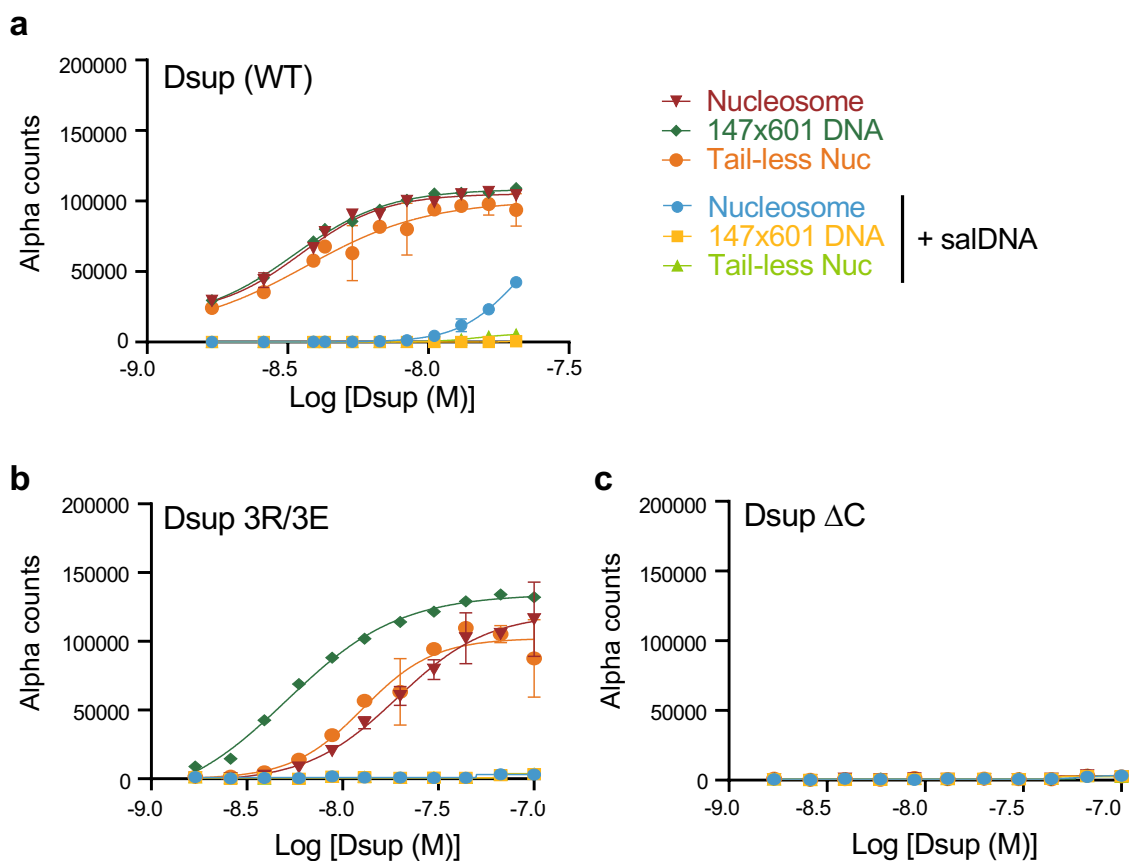 a
Dsup (WT)
Alpha counts
200000
150000
100000
50000
0
-9.0 -8.5 -8.0 -7.5
Log [Dsup (M)]
Nucleosome
147x601 DNA
Tail-less Nuc
Nucleosome
147x601 DNA
Tail-less Nuc
+ salDNA
b
Dsup 3R/3E
Alpha counts
200000
150000
100000
50000
0
-9.0 -8.5 -8.0 -7.5 -7.0
Log [Dsup (M)]
c
Dsup ΔC
Alpha counts
200000
150000
100000
50000
0
-9.0 -8.5 -8.0 -7.5 -7.0
Log [Dsup (M)]